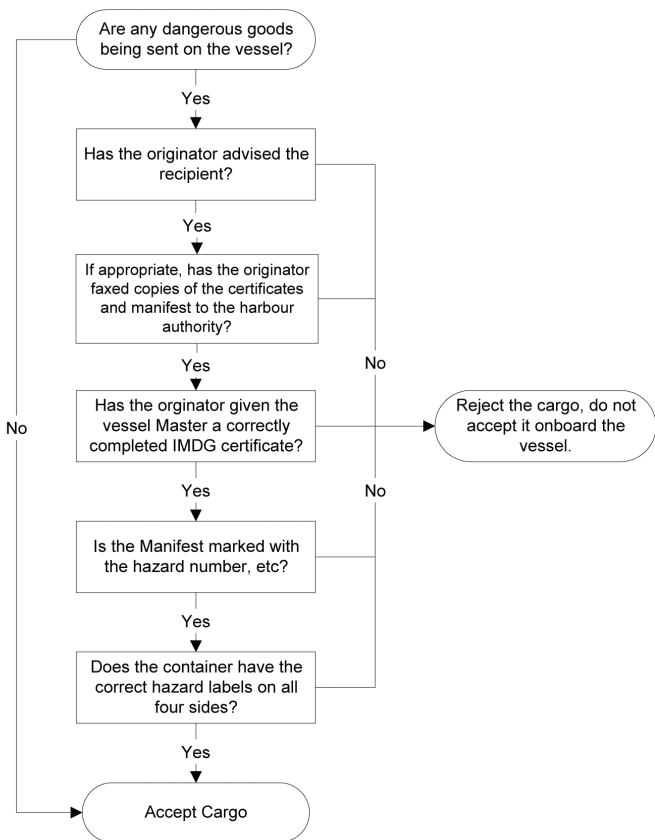 Are any dangerous goods
being sent on the vessel?
Yes
Has the originator advised the
recipient?
Yes
If appropriate, has the originator
faxed copies of the certificates
and manifest to the harbour
authority?
Yes
No
Has the orginator given the
vessel Master a correctly
completed IMDG certificate?
Reject the cargo, do not
accept it onboard the
vessel.
No
Yes
No
Is the Manifest marked with
the hazard number, etc?
Yes
Does the container have the
correct hazard labels on all
four sides?
Yes
Accept Cargo